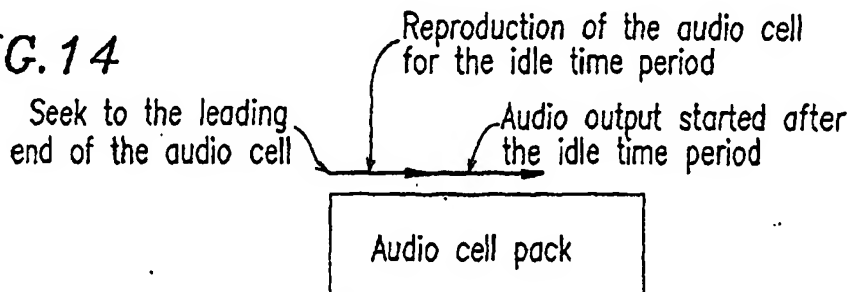 G.14
Reproduction of the audio cell
for the idle time period
Seek to the leading
end of the audio cell
Audio output started after
the idle time period
Audio cell pack